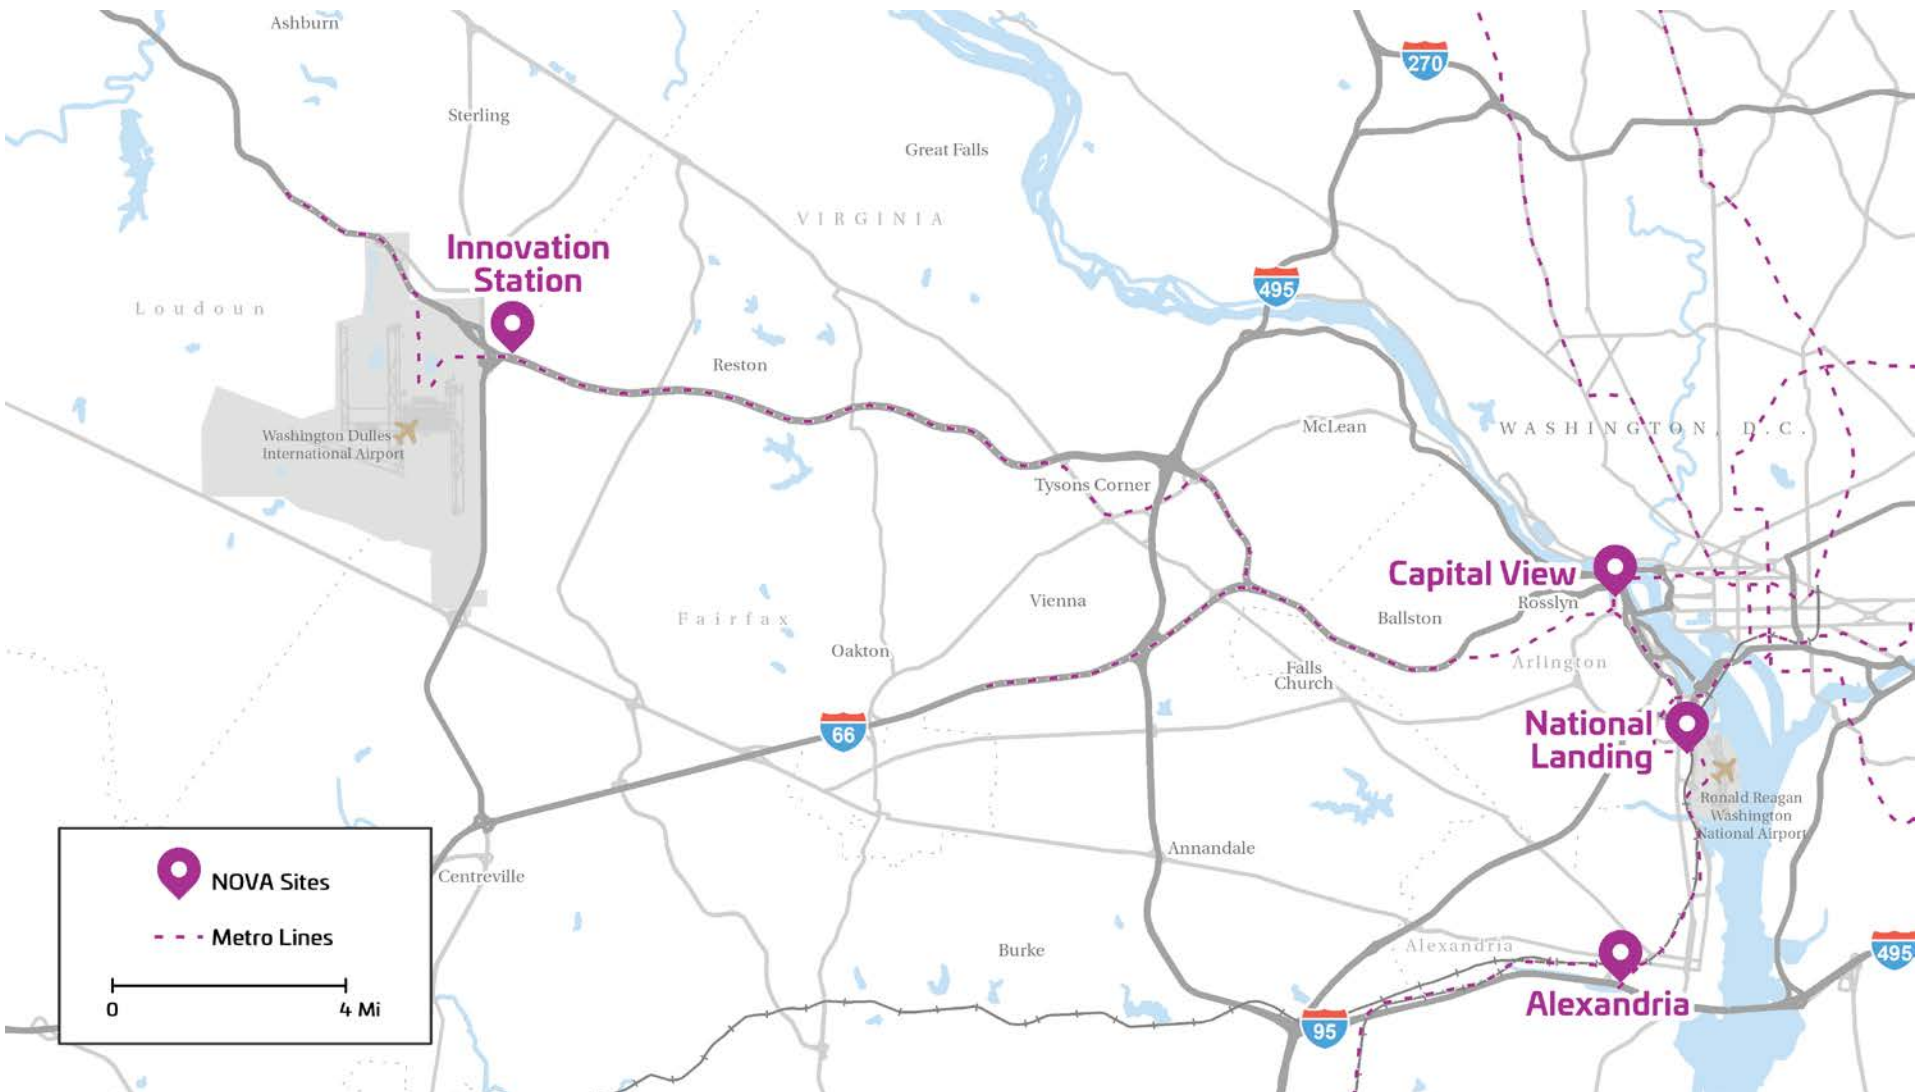 Ashburn
270
Sterling
Great Falls
VIRGINIA
Innovation
Station
495
Loudoun
Reston
McLean
WASHINGTON, D.C.
Washington Dulles
International Airport
Tysons Corner
Capital View
Rosslyn
Vienna
Ballston
Fairfax
Oakton
Falls
Church
Arlington
66
National
Landing
Ronald Reagan
Washington
National Airport
Annandale
Centreville
NOVA Sites
Metro Lines
0
4 Mi
Burke
Alexandria
495
Alexandria
95